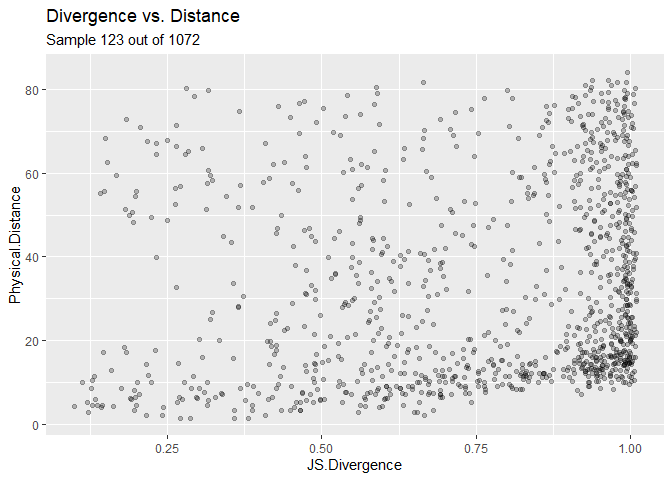 Divergence vs. Distance
Sample 123 out of 1072
80
60
40
20
0
Physical.Distance
0.25 0.50 0.75 1.00
JS.Divergence